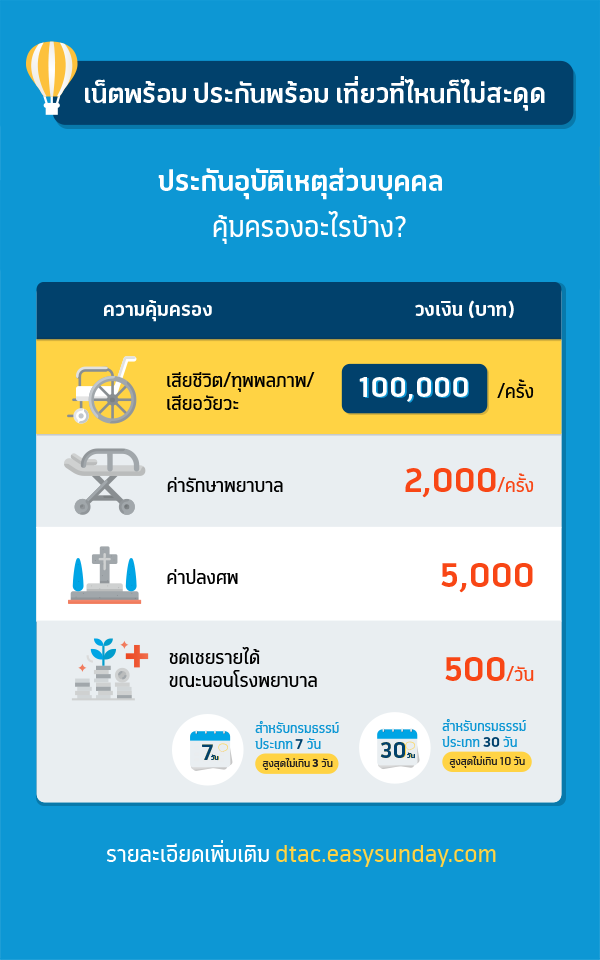 เน็ตพร้อม ประกันพร้อม เที่ยวที่ไหนก็ไม่สะดุด
ประกันอุบัติเหตุส่วนบุคคล
คุ้มครองอะไรบ้าง?
ความคุ้มครอง วงเงิน (บาท)
เสียชีวิต/ทุพพลภาพ/
เสียอวัยวะ
100,000 /ครั้ง
ค่ารักษาพยาบาล 2,000/ครั้ง
ค่าปลงศพ 5,000
ชดเชยรายได้
ขณะนอนโรงพยาบาล
500/วัน
7 วัน
สำหรับกรมธรรม์
ประเภท 7 วัน
สูงสุดไม่เกิน 3 วัน
30 วัน
สำหรับกรมธรรม์
ประเภท 30 วัน
สูงสุดไม่เกิน 10 วัน
รายละเอียดเพิ่มเติม dtac.easysunday.com